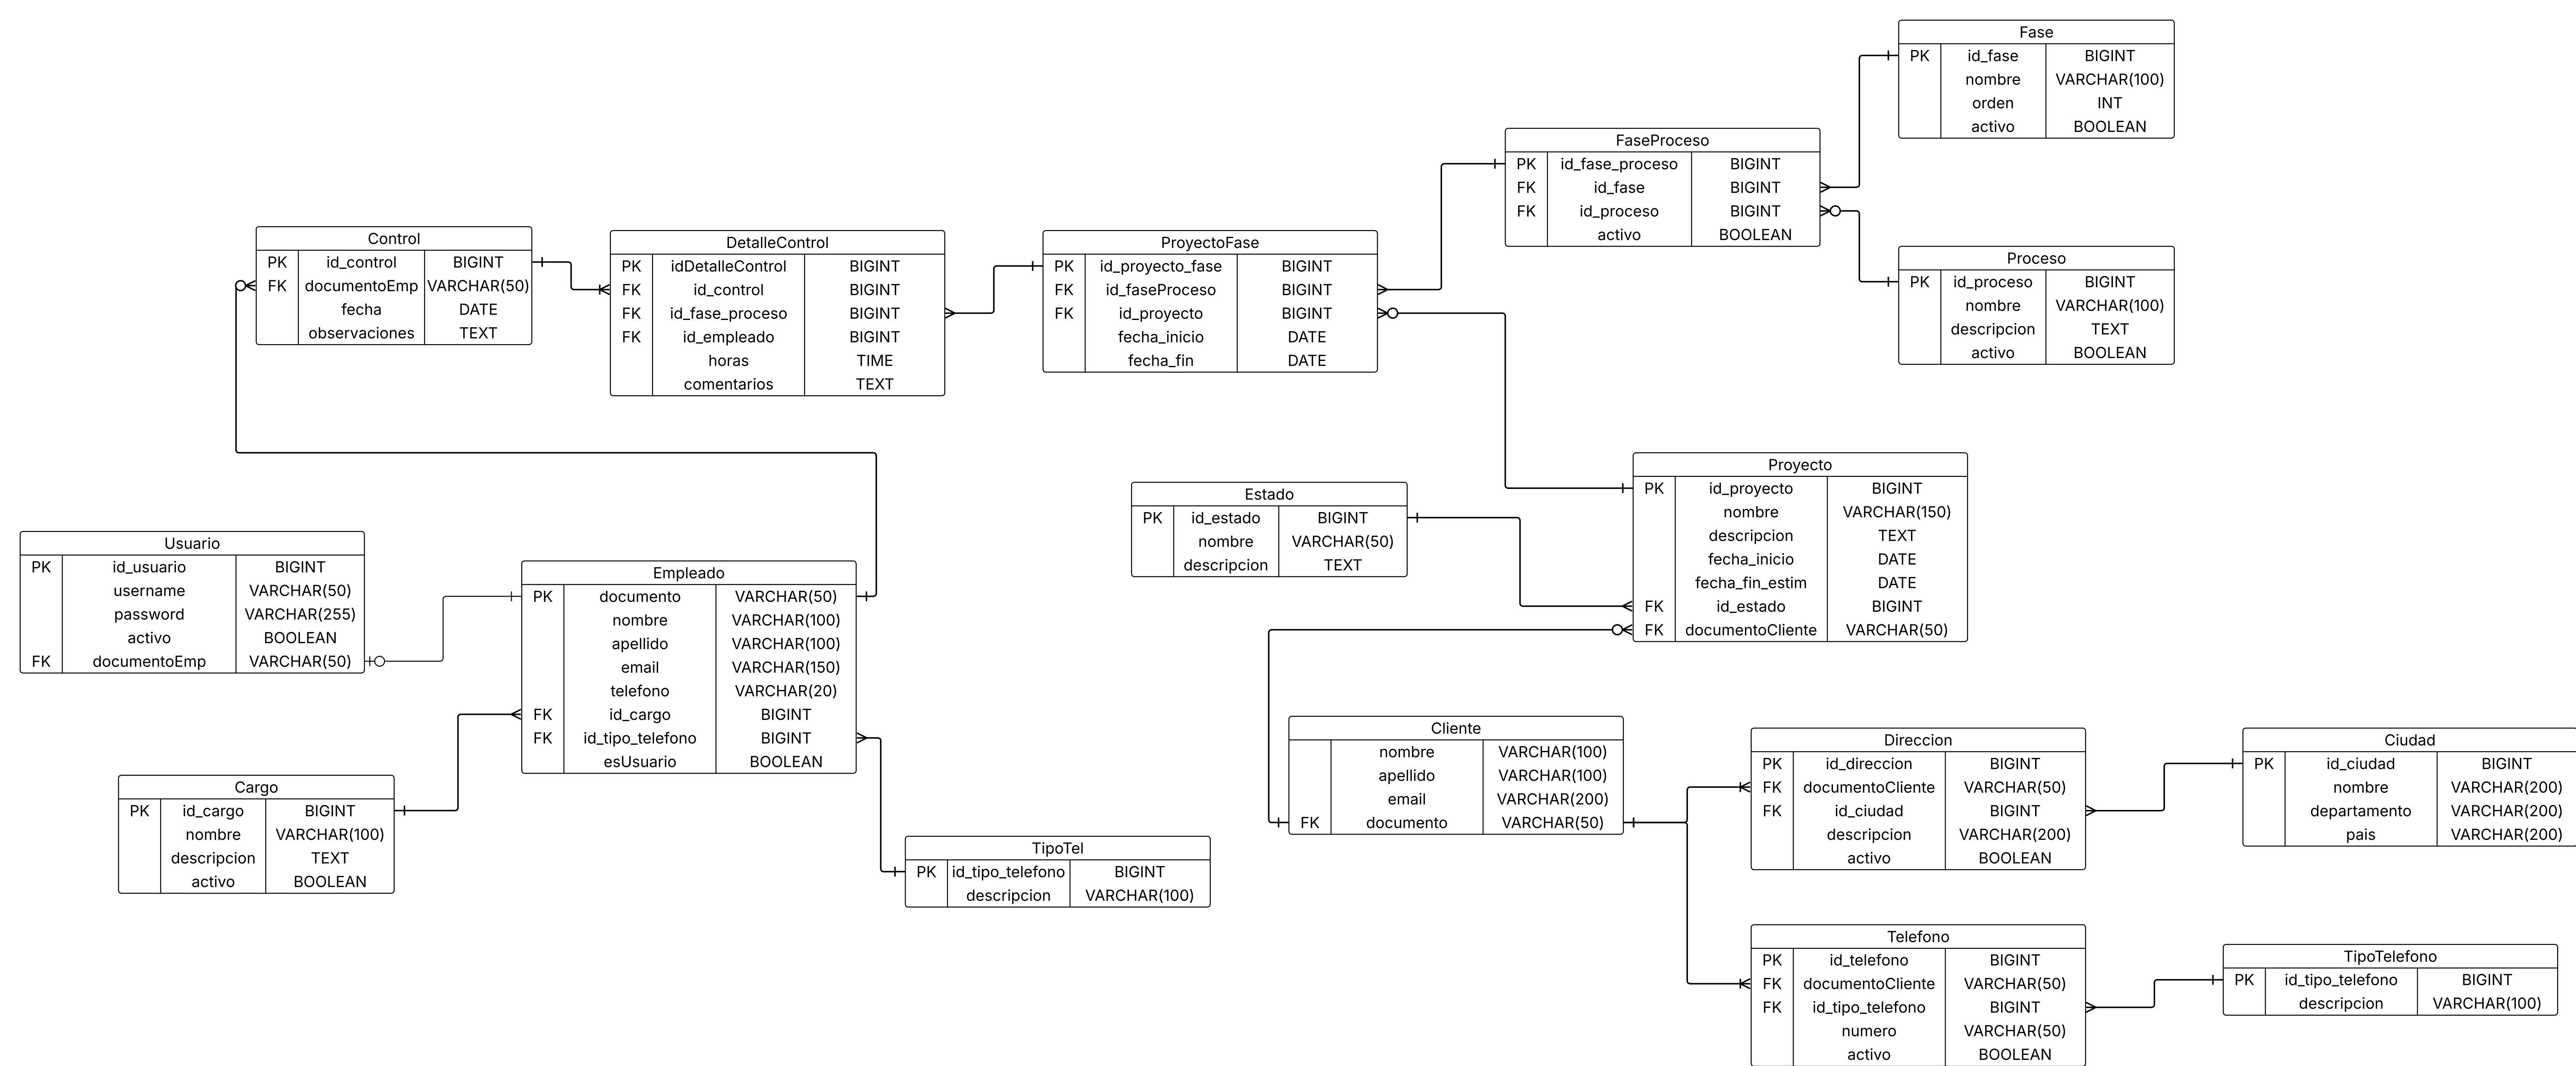 Fase
PK id_fase BIGINT
nombre VARCHAR(100)
orden INT
activo BOOLEAN
FaseProceso
PK id_fase_proceso BIGINT
FK id_fase BIGINT
FK id_proceso BIGINT
activo BOOLEAN
Control
PK id_control BIGINT
FK documentoEmp VARCHAR(50)
fecha DATE
observaciones TEXT
DetalleControl
PK idDetalleControl BIGINT
FK id_control BIGINT
FK id_fase_proceso BIGINT
FK id_empleado BIGINT
horas TIME
comentarios TEXT
ProyectoFase
PK id_proyecto_fase BIGINT
FK id_faseProceso BIGINT
FK id_proyecto BIGINT
fecha_inicio DATE
fecha_fin DATE
Proceso
PK id_proceso BIGINT
nombre VARCHAR(100)
descripcion TEXT
activo BOOLEAN
Proyecto
PK id_proyecto BIGINT
nombre VARCHAR(150)
descripcion TEXT
fecha_inicio DATE
fecha_fin_estim DATE
FK id_estado BIGINT
FK documentoCliente VARCHAR(50)
Estado
PK id_estado BIGINT
nombre VARCHAR(50)
descripcion TEXT
Usuario
PK id_usuario BIGINT
username VARCHAR(50)
password VARCHAR(255)
activo BOOLEAN
FK documentoEmp VARCHAR(50)
Empleado
PK documento VARCHAR(50)
nombre VARCHAR(100)
apellido VARCHAR(100)
email VARCHAR(150)
telefono VARCHAR(20)
FK id_cargo BIGINT
FK id_tipo_telefono BIGINT
esUsuario BOOLEAN
Cargo
PK id_cargo BIGINT
nombre VARCHAR(100)
descripcion TEXT
activo BOOLEAN
TipoTel
PK id_tipo_telefono BIGINT
descripcion VARCHAR(100)
Cliente
nombre VARCHAR(100)
apellido VARCHAR(100)
email VARCHAR(200)
FK documento VARCHAR(50)
Direccion
PK id_direccion BIGINT
FK documentoCliente VARCHAR(50)
FK id_ciudad BIGINT
descripcion VARCHAR(200)
activo BOOLEAN
Ciudad
PK id_ciudad BIGINT
nombre VARCHAR(200)
departamento VARCHAR(200)
pais VARCHAR(200)
Telefono
PK id_telefono BIGINT
FK documentoCliente VARCHAR(50)
FK id_tipo_telefono BIGINT
numero VARCHAR(50)
activo BOOLEAN
TipoTelefono
PK id_tipo_telefono BIGINT
descripcion VARCHAR(100)